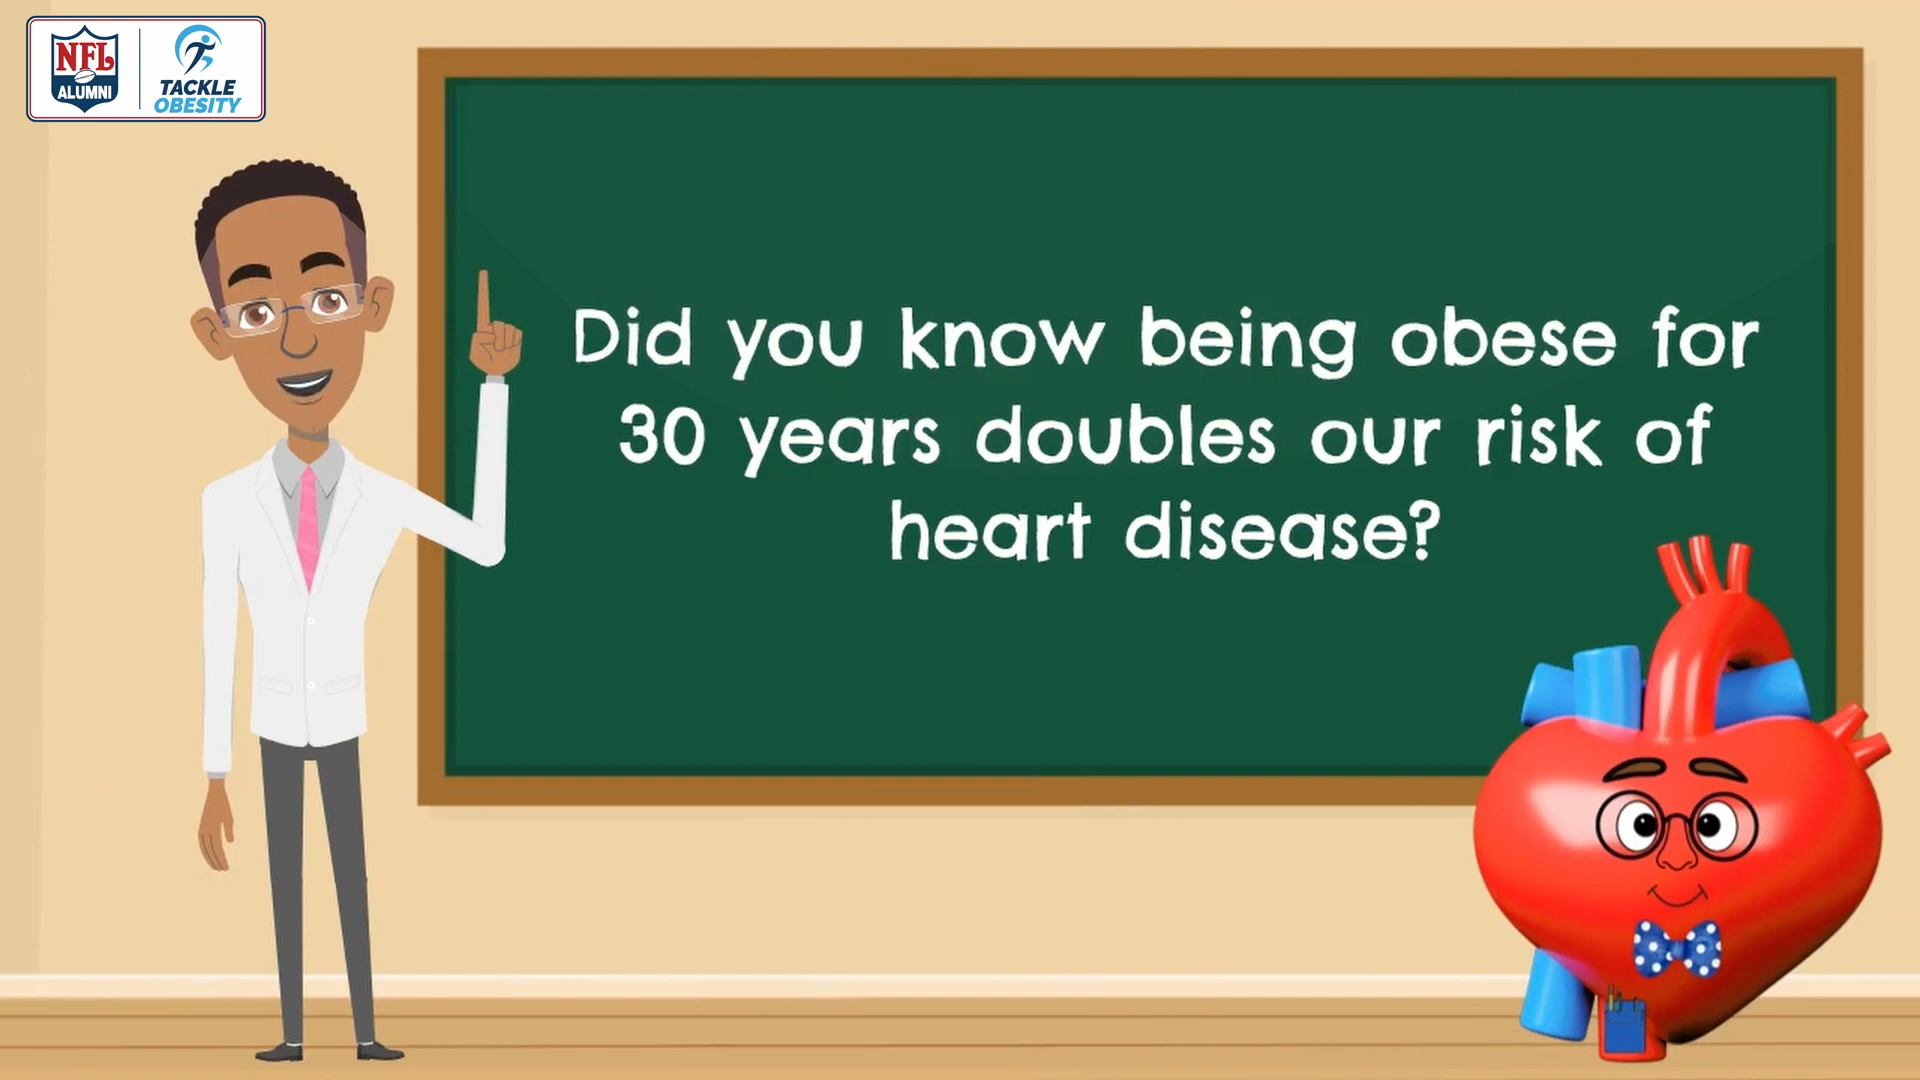 NFL
ALUMNI
TACKLE
OBESITY
Did you know being obese for
30 years doubles our risk of
heart disease?